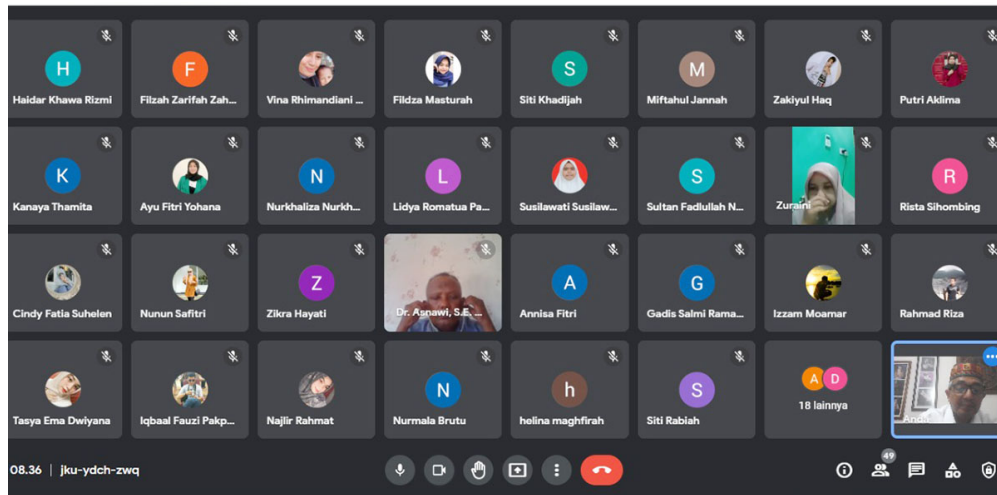 H
Haidar Khawa Rizmi
F
Filzah Zarifah Zah...
Vina Rhimandiani ...
Fildza Masturah
S
Siti Khadijah
M
Miftahul Jannah
Zakiyul Haq
Putri Aklima
K
Kanaya Thamita
Ayu Fitri Yohana
N
Nurkhaliza Nurkh...
L
Lidya Romatua Pa...
Susilawati Susilaw...
S
Sultan Fadlullah N...
Zuraini
R
Rista Sihombing
Cindy Fatia Suhelen
Nunun Safitri
Z
Zikra Hayati
Dr. Asnawi, S.E. ...
A
Annisa Fitri
G
Gadis Salmi Rama...
Izzam Moamar
Rahmad Riza
Tasya Ema Dwiyana
Iqbaal Fauzi Pakp...
Najlir Rahmat
N
Nurmala Brutu
h
helina maghfirah
S
Siti Rabiah
A D
18 lainnya
Anda
08.36 | jku-ydch-zwq
49